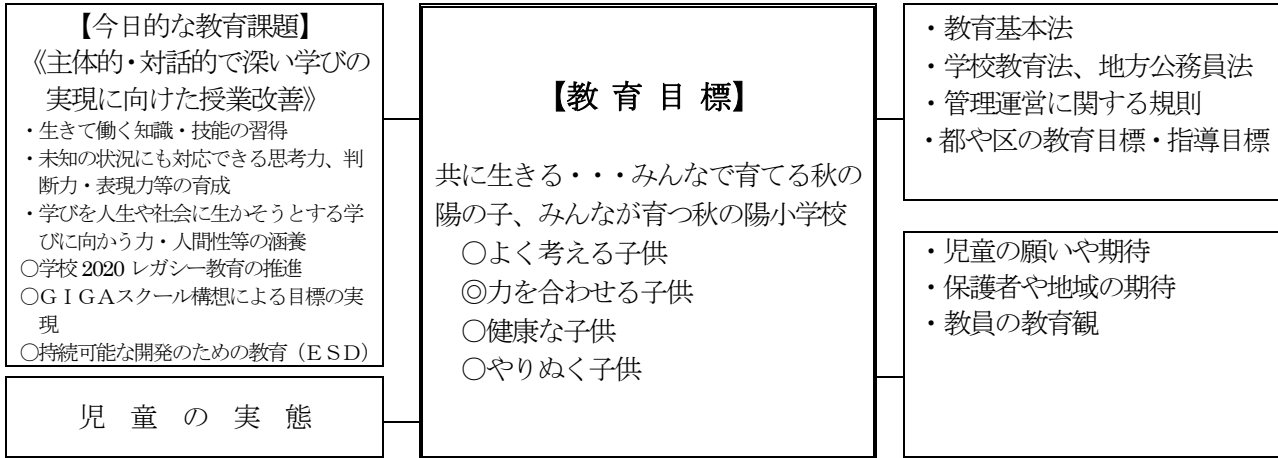 【今日的な教育課題】
《主体的・対話的で深い学びの
実現に向けた授業改善》
・生きて働く知識・技能の習得
・未知の状況にも対応できる思考力、判
断力・表現力等の育成
・学びを人生や社会に生かそうとする学
びに向かう力・人間性等の涵養
○学校2020レガシー教育の推進
○GIGAスクール構想による目標の実
現
○持続可能な開発のための教育（ESD）
児 童 の 実 態
【教 育 目 標】
共に生きる・・・みんなで育てる秋の
陽の子、みんなが育つ秋の陽小学校
○よく考える子供
◎力を合わせる子供
○健康な子供
○やりぬく子供
・教育基本法
・学校教育法、地方公務員法
・管理運営に関する規則
・都や区の教育目標・指導目標
・児童の願いや期待
・保護者や地域の期待
・教員の教育観